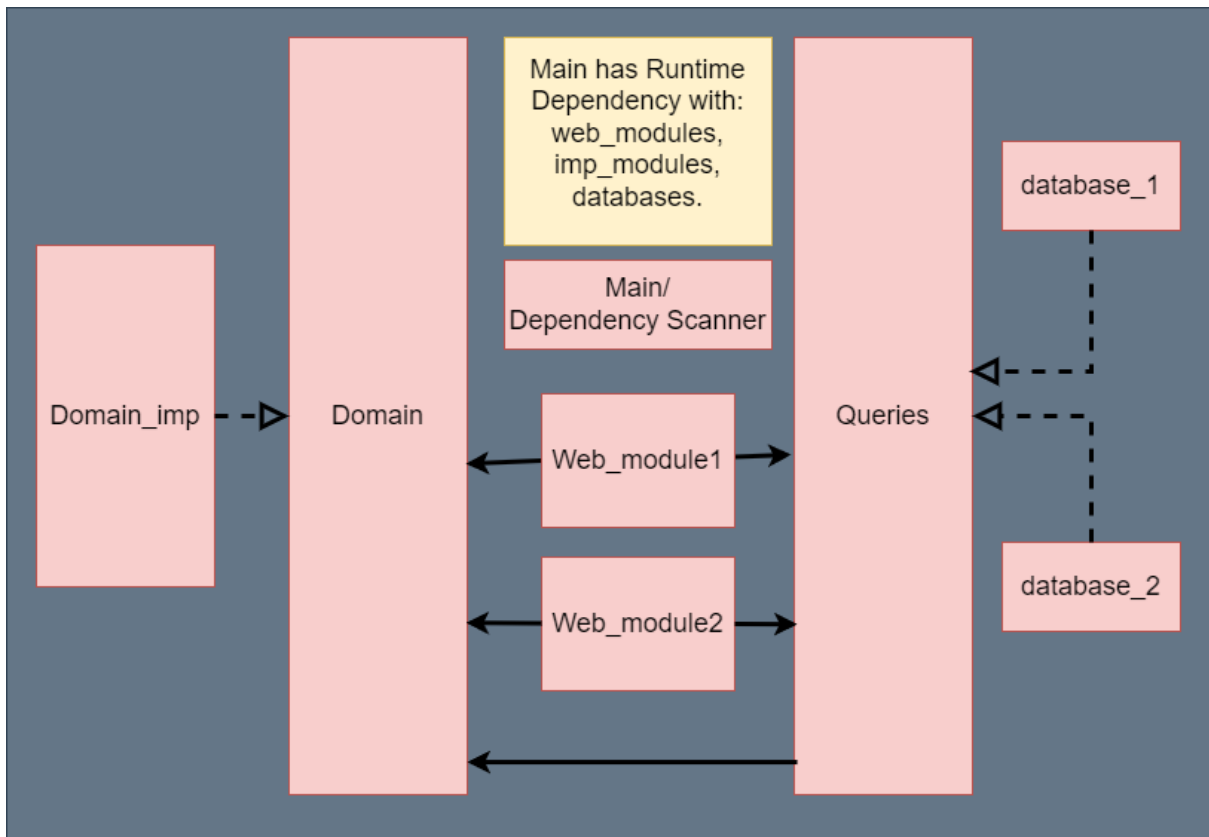 Main has Runtime
Dependency with:
web_modules,
imp_modules,
databases.
database_1
Main/
Dependency Scanner
Domain_imp
Domain
Queries
Web_module1
Web_module2
database_2